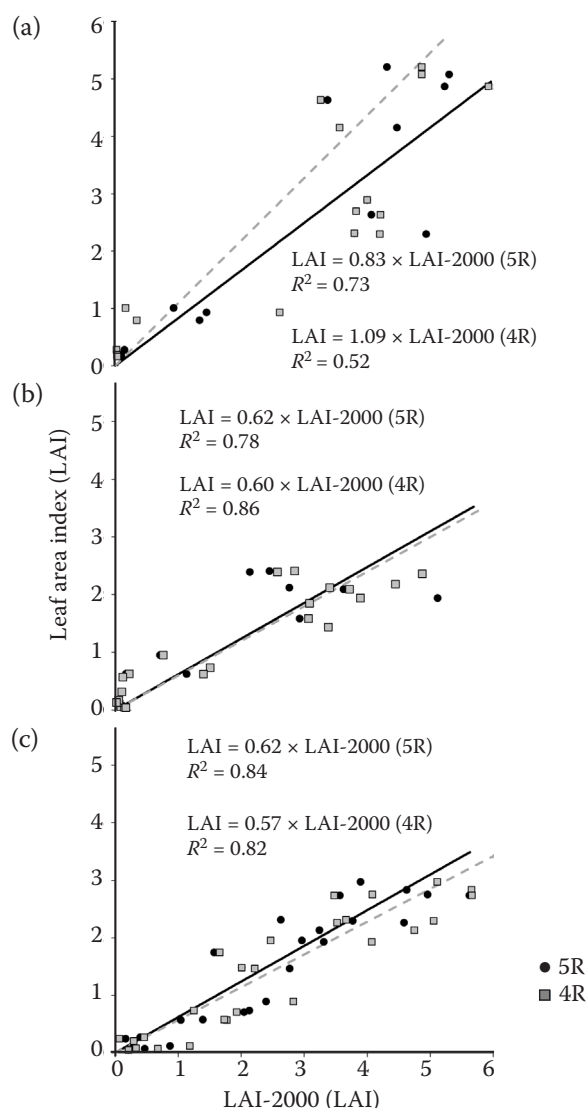 (a)
6
5
4
3
2
1
0
LAI = 0.83 × LAI-2000 (5R)
R² = 0.73
LAI = 1.09 × LAI-2000 (4R)
R² = 0.52
(b)
5
4
3
2
1
0
LAI = 0.62 × LAI-2000 (5R)
R² = 0.78
LAI = 0.60 × LAI-2000 (4R)
R² = 0.86
Leaf area index (LAI)
(c)
5
4
3
2
1
0
LAI = 0.62 × LAI-2000 (5R)
R² = 0.84
LAI = 0.57 × LAI-2000 (4R)
R² = 0.82
5R
4R
0 1 2 3 4 5 6
LAI-2000 (LAI)